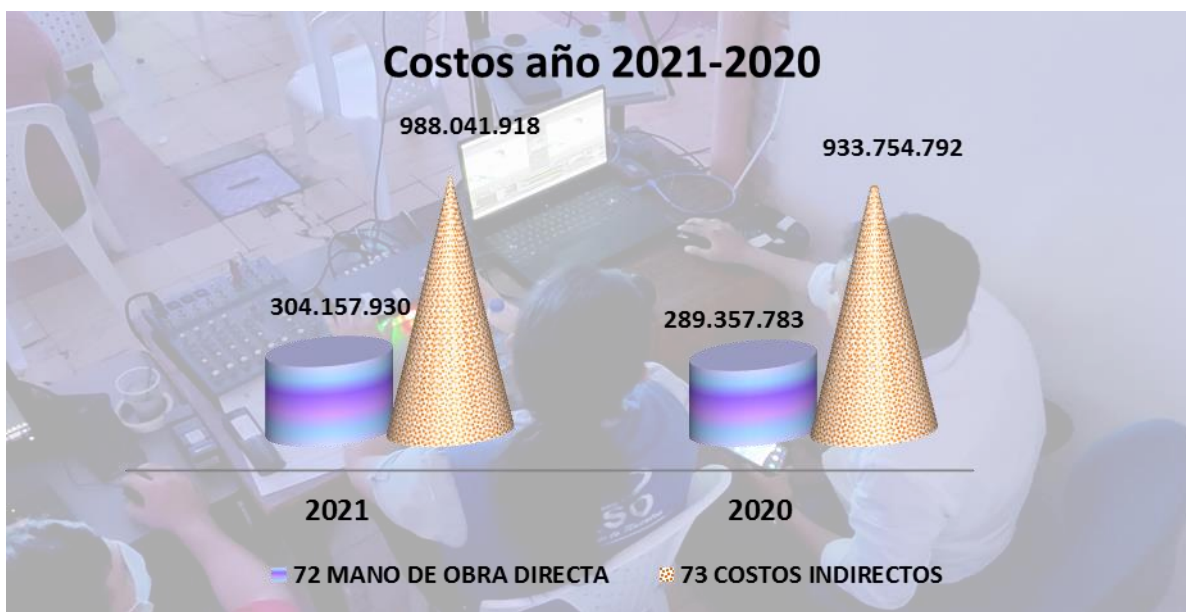 Costos año 2021-2020
988.041.918
933.754.792
304.157.930
289.357.783
2021
2020
72 MANO DE OBRA DIRECTA
73 COSTOS INDIRECTOS